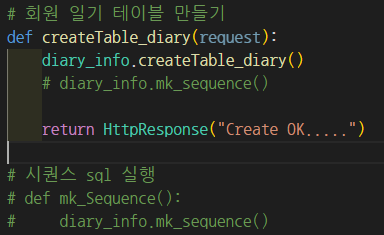 # 회원 일기 테이블 만들기
def createTable_diary(request):
    diary_info.createTable_diary()
    # diary_info.mk_sequence()
    return HttpResponse("Create OK.....")
# 시퀀스 sql 실행
# def mk_Sequence():
#     diary_info.mk_sequence()